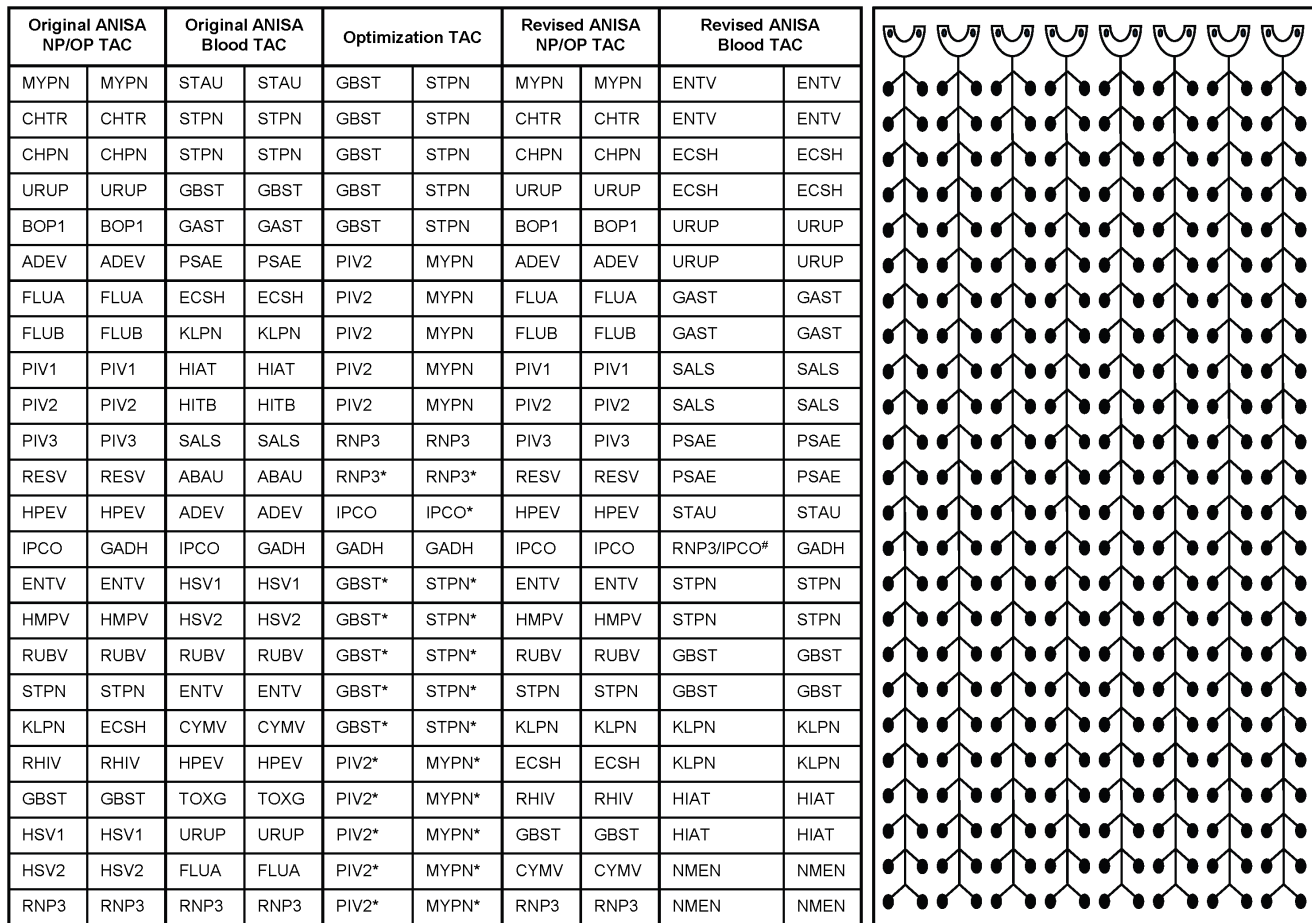 Original ANISA NP/OP TAC | Original ANISA Blood TAC | Optimization TAC | Revised ANISA NP/OP TAC | Revised ANISA Blood TAC
MYPN MYPN STAU STAU GBST STPN MYPN MYPN ENTV ENTV
CHTR CHTR STPN STPN GBST STPN CHTR CHTR ENTV ENTV
CHPN CHPN STPN STPN GBST STPN CHPN CHPN ECSH ECSH
URUP URUP GBST GBST GBST STPN URUP URUP ECSH ECSH
BOP1 BOP1 GAST GAST GBST STPN BOP1 BOP1 URUP URUP
ADEV ADEV PSAE PSAE PIV2 MYPN ADEV ADEV URUP URUP
FLUA FLUA ECSH ECSH PIV2 MYPN FLUA FLUA GAST GAST
FLUB FLUB KLPN KLPN PIV2 MYPN FLUB FLUB GAST GAST
PIV1 PIV1 HIAT HIAT PIV2 MYPN PIV1 PIV1 SALS SALS
PIV2 PIV2 HITB HITB PIV2 MYPN PIV2 PIV2 SALS SALS
PIV3 PIV3 SALS SALS RNP3 RNP3 PIV3 PIV3 PSAE PSAE
RESV RESV ABAU ABAU RNP3* RNP3* RESV RESV PSAE PSAE
HPEV HPEV ADEV ADEV IPCO IPCO* HPEV HPEV STAU STAU
IPCO GADH IPCO GADH GADH GADH IPCO IPCO RNP3/IPCO# GADH
ENTV ENTV HSV1 HSV1 GBST* STPN* ENTV ENTV STPN STPN
HMPV HMPV HSV2 HSV2 GBST* STPN* HMPV HMPV STPN STPN
RUBV RUBV RUBV RUBV GBST* STPN* RUBV RUBV GBST GBST
STPN STPN ENTV ENTV GBST* STPN* STPN STPN GBST GBST
KLPN ECSH CYMV CYMV GBST* STPN* KLPN KLPN KLPN KLPN
RHIV RHIV HPEV HPEV PIV2* MYPN* ECSH ECSH KLPN KLPN
GBST GBST TOXG TOXG PIV2* MYPN* RHIV RHIV HIAT HIAT
HSV1 HSV1 URUP URUP PIV2* MYPN* GBST GBST HIAT HIAT
HSV2 HSV2 FLUA FLUA PIV2* MYPN* CYMV CYMV NMEN NMEN
RNP3 RNP3 RNP3 RNP3 PIV2* MYPN* RNP3 RNP3 NMEN NMEN